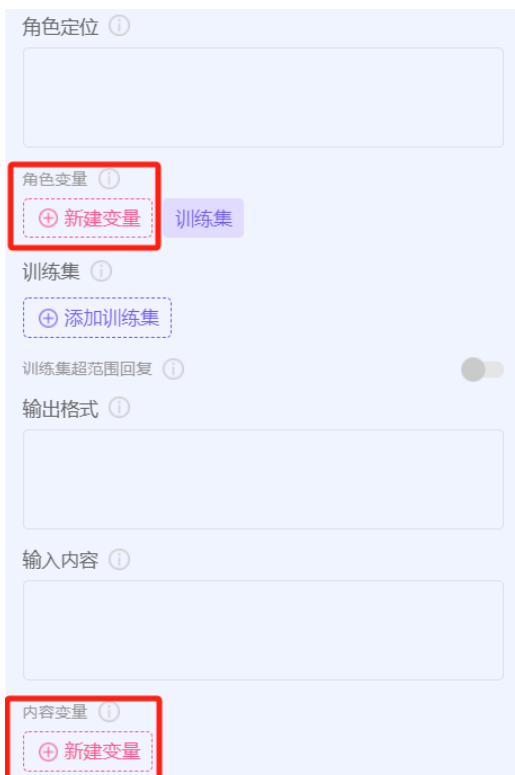 角色定位
角色变量
新建变量 训练集
训练集
添加训练集
训练集超范围回复
输出格式
输入内容
内容变量
新建变量